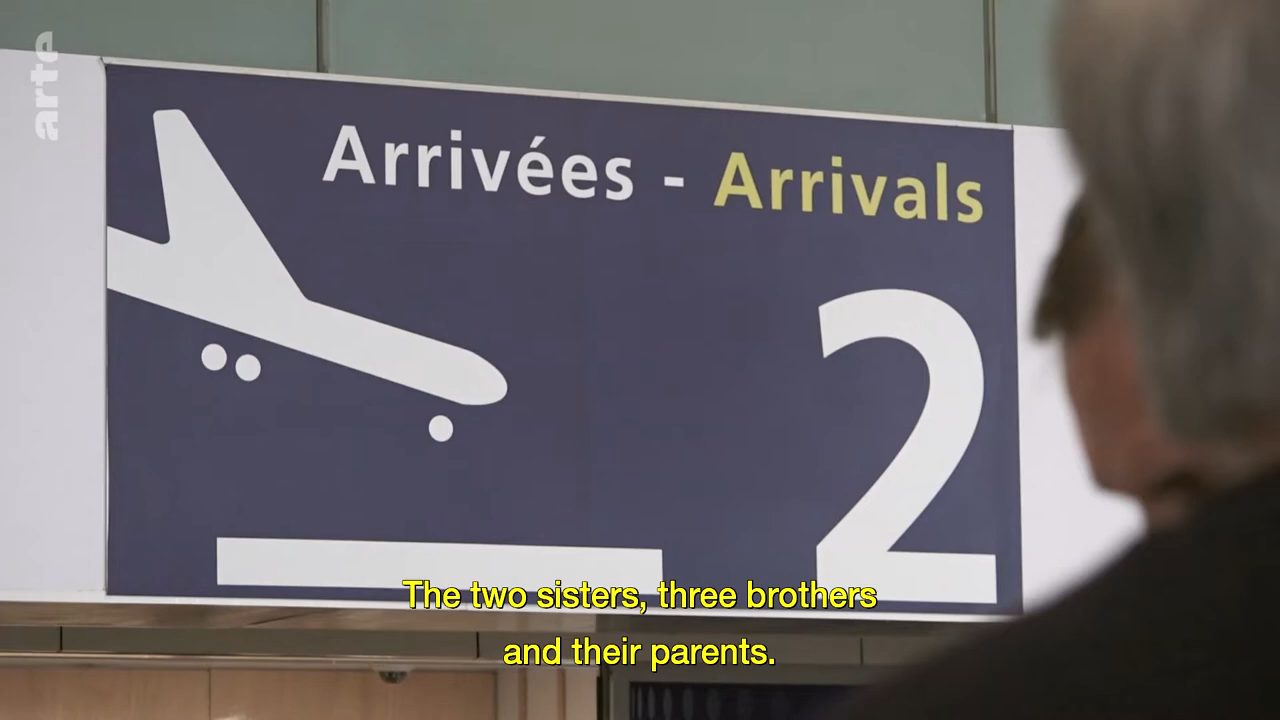 arte
Arrivées - Arrivals
2
The two sisters, three brothers
and their parents.